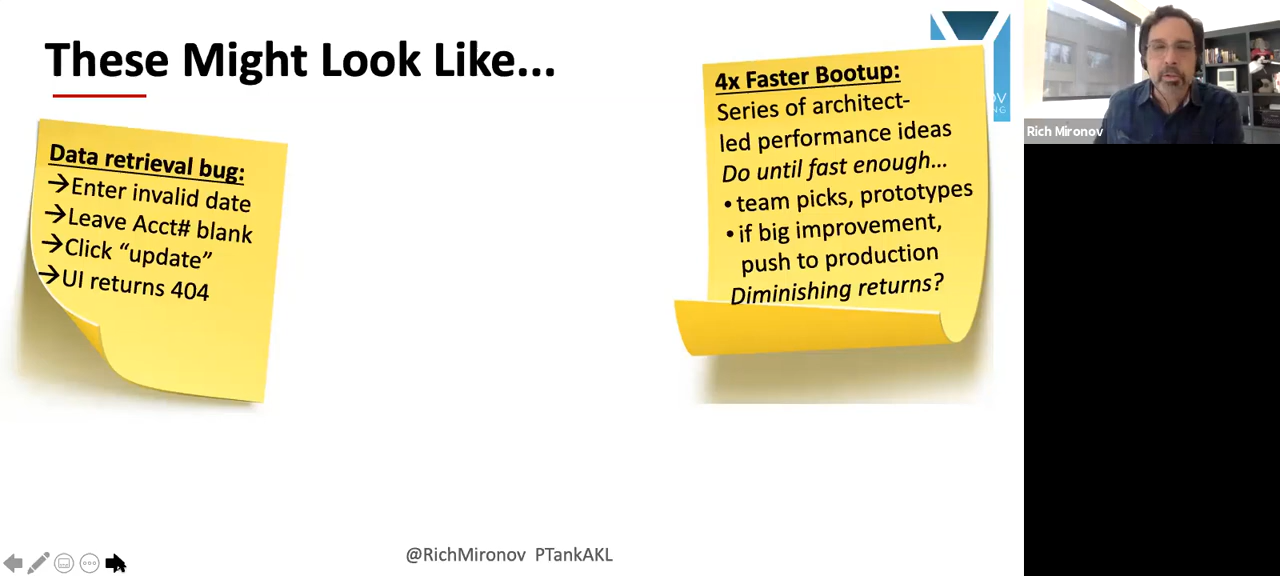 These Might Look Like...
Data retrieval bug:
→Enter invalid date
→Leave Acct# blank
→Click “update”
→UI returns 404
4x Faster Bootup:
Series of architect-
led performance ideas
Do until fast enough...
• team picks, prototypes
• if big improvement,
push to production
Diminishing returns?
@RichMironov PTankAKL
Rich Mironov